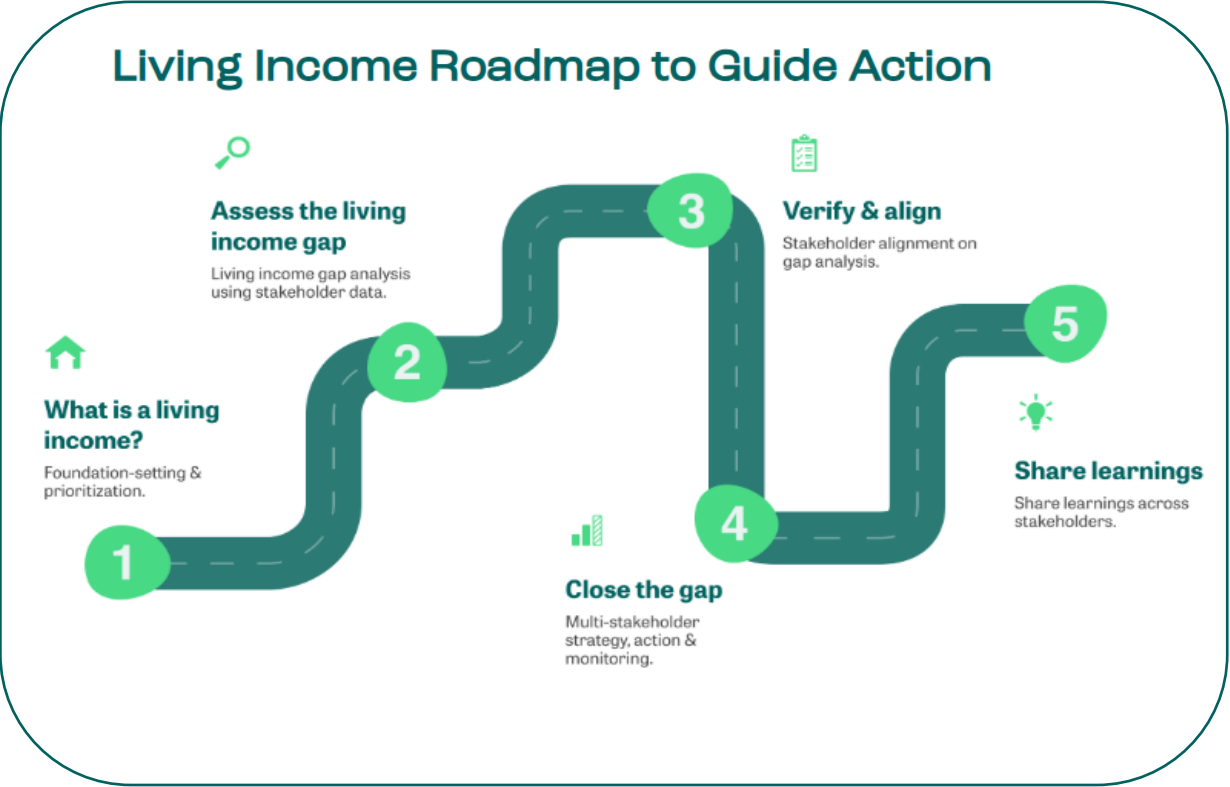 Living Income Roadmap to Guide Action
1
What is a living
income?
Foundation-setting &
prioritization.
2
Assess the living
income gap
Living income gap analysis
using stakeholder data.
3
Verify & align
Stakeholder alignment on
gap analysis.
4
Close the gap
Multi-stakeholder
strategy, action &
monitoring.
5
Share learnings
Share learnings across
stakeholders.